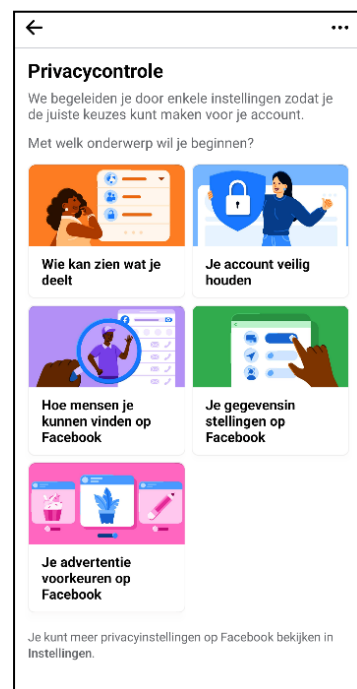 Privacycontrole
We begeleiden je door enkele instellingen zodat je
de juiste keuzes kunt maken voor je account.
Met welk onderwerp wil je beginnen?
Wie kan zien wat je
deelt
Je account veilig
houden
Hoe mensen je
kunnen vinden op
Facebook
Je gegevensin
stellingen op
Facebook
Je advertentie
voorkeuren op
Facebook
Je kunt meer privacyinstellingen op Facebook bekijken in
Instellingen.